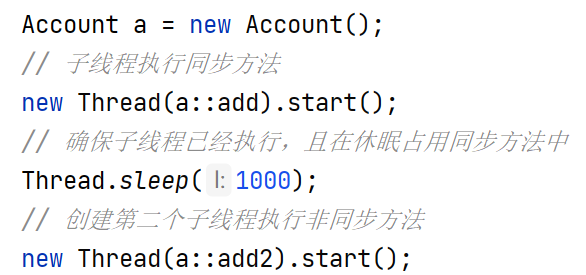 Account a = new Account();
// 子线程执行同步方法
new Thread(a::add).start();
// 确保子线程已经执行，且在休眠占用同步方法中
Thread.sleep( l: 1000);
// 创建第二个子线程执行非同步方法
new Thread(a::add2).start();